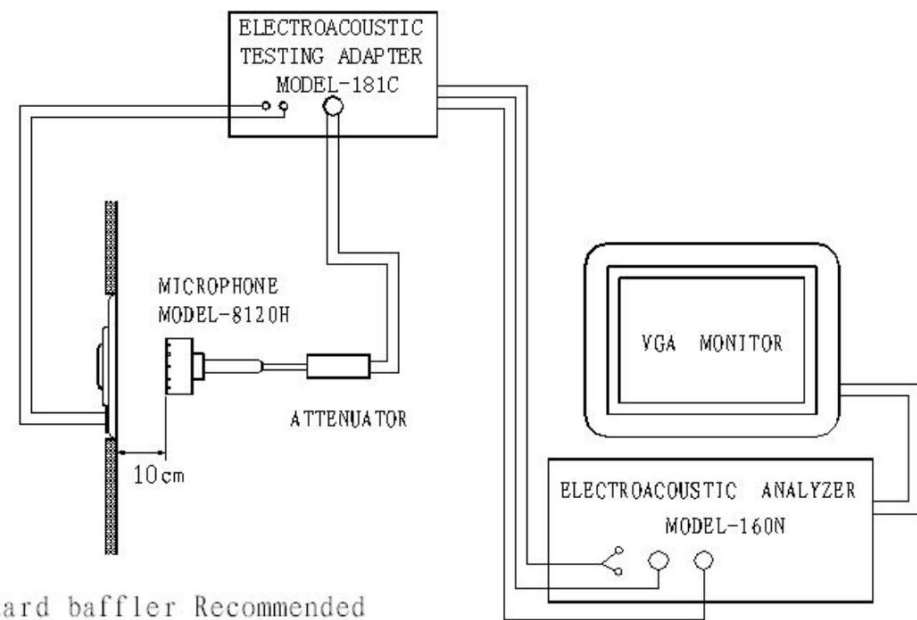 ELECTROACOUSTIC
TESTING ADAPTER
MODEL-181C
MICROPHONE
MODEL-8120H
VGA MONITOR
ATTENUATOR
10cm
ELECTROACOUSTIC ANALYZER
MODEL-160N
baffler Recommended